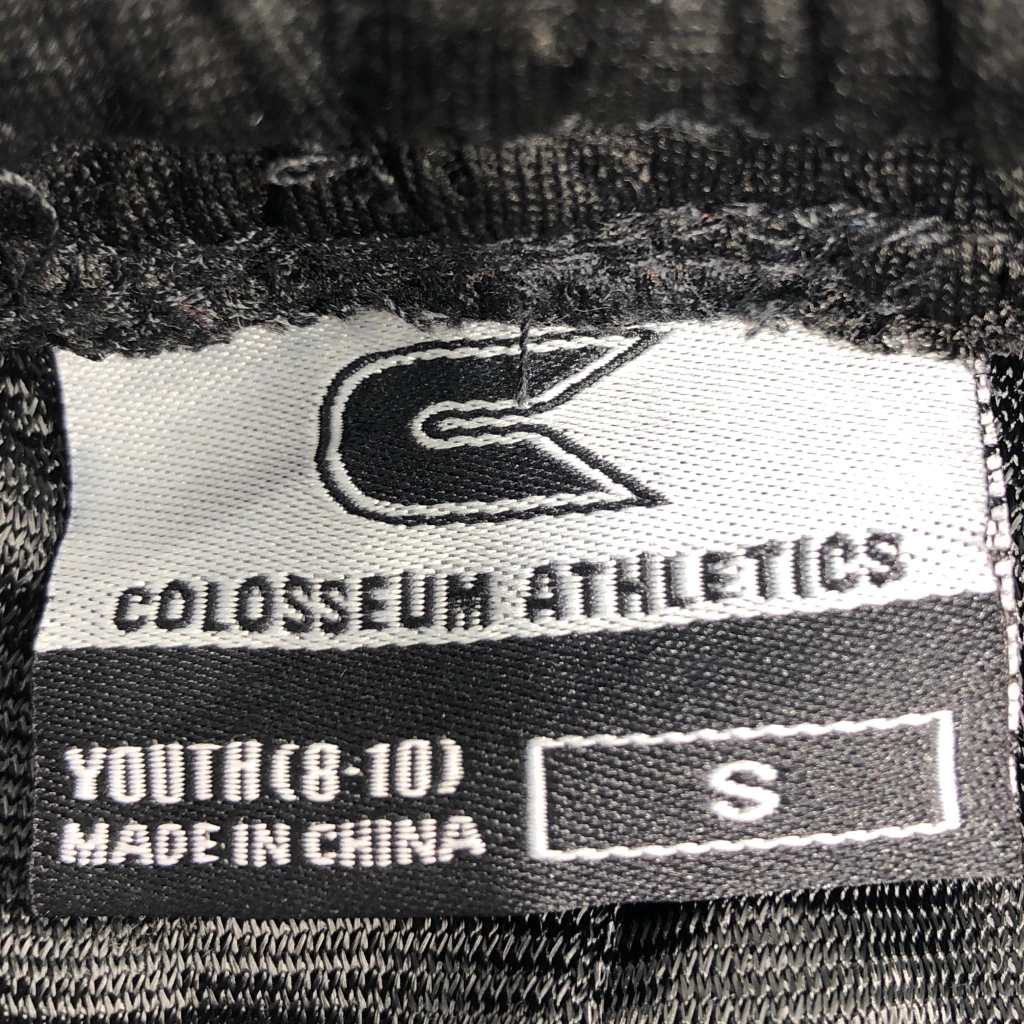 COLOSSEUM ATHLETICS
YOUTH(8-10)
MADE IN CHINA
S